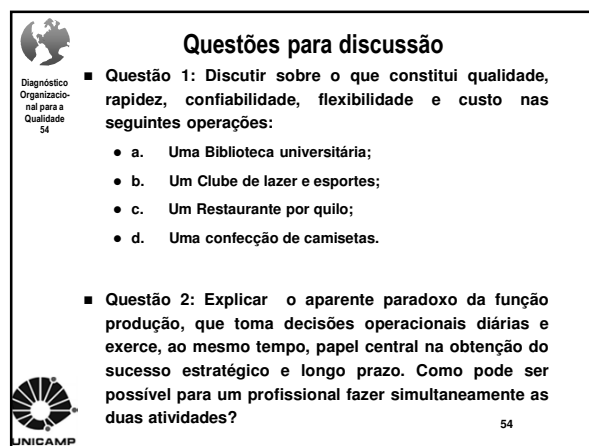 Questões para discussão
Diagnóstico
Organizacio-
nal para a
Qualidade
54
■ Questão 1: Discutir sobre o que constitui qualidade,
rapidez, confiabilidade, flexibilidade e custo nas
seguintes operações:
● a. Uma Biblioteca universitária;
● b. Um Clube de lazer e esportes;
● c. Um Restaurante por quilo;
● d. Uma confecção de camisetas.
■ Questão 2: Explicar o aparente paradoxo da função
produção, que toma decisões operacionais diárias e
exerce, ao mesmo tempo, papel central na obtenção do
sucesso estratégico e longo prazo. Como pode ser
possível para um profissional fazer simultaneamente as
duas atividades?
54
UNICAMP